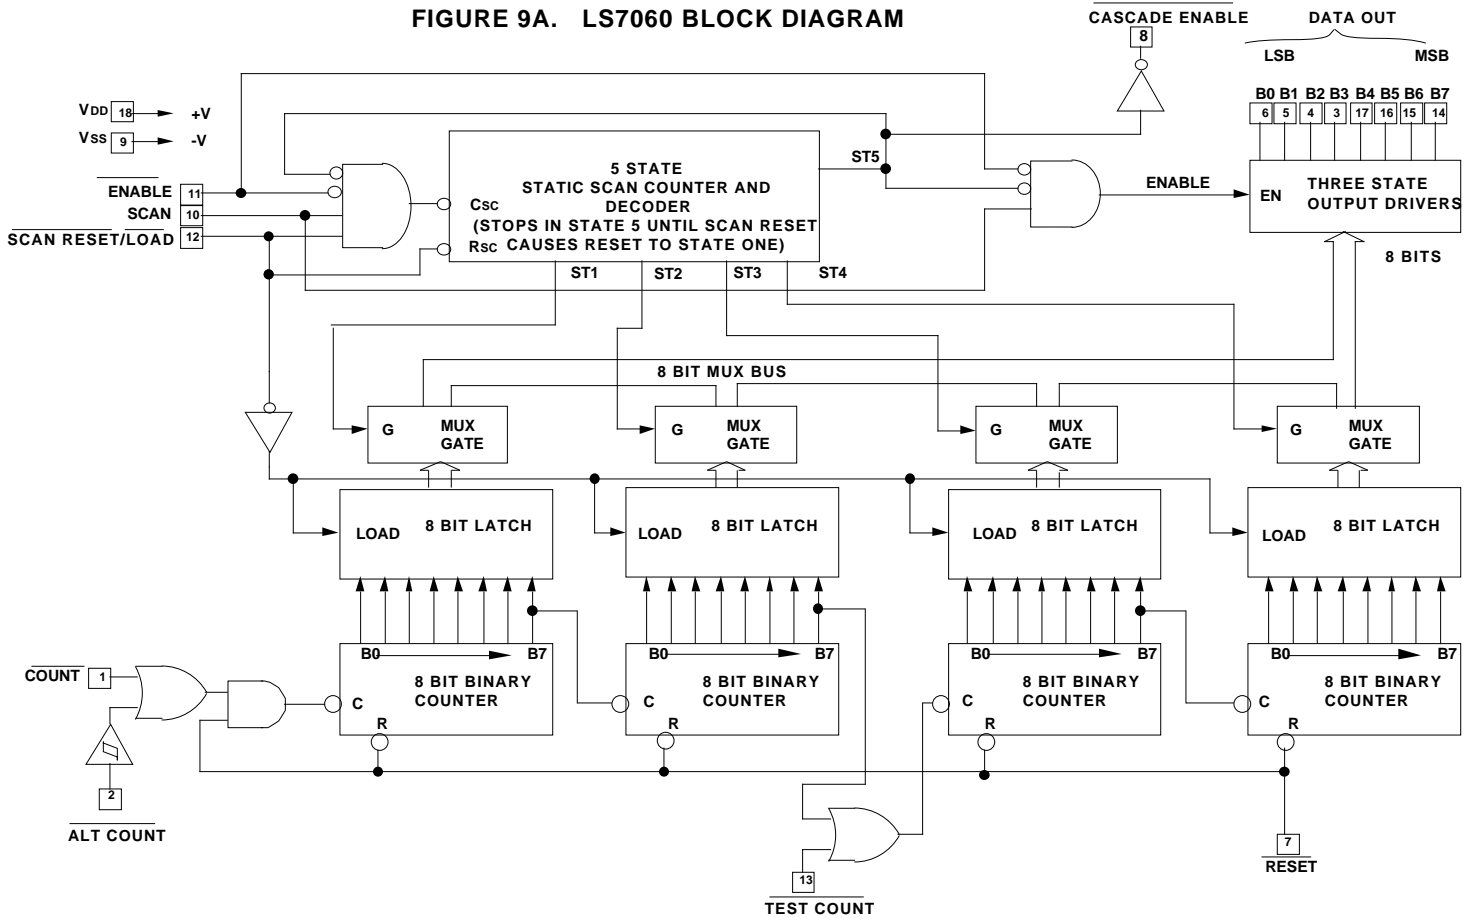 FIGURE 9A. LS7060 BLOCK DIAGRAM
CASCADE ENABLE
8
DATA OUT
LSB MSB
B0 B1 B2 B3 B4 B5 B6 B7
6 5 4 3 17 16 15 14
VDD 18 +V
VSS 9 -V
ENABLE 11
SCAN 10
SCAN RESET/LOAD 12
5 STATE
STATIC SCAN COUNTER AND
DECODER
(STOPS IN STATE 5 UNTIL SCAN RESET
CAUSES RESET TO STATE ONE)
CSC
RSC
ST5
ST1 ST2 ST3 ST4
ENABLE
EN
THREE STATE
OUTPUT DRIVERS
8 BITS
8 BIT MUX BUS
G MUX
GATE
G MUX
GATE
G MUX
GATE
G MUX
GATE
LOAD 8 BIT LATCH
LOAD 8 BIT LATCH
LOAD 8 BIT LATCH
LOAD 8 BIT LATCH
B0 B7
8 BIT BINARY
COUNTER
C
R
B0 B7
8 BIT BINARY
COUNTER
C
R
B0 B7
8 BIT BINARY
COUNTER
C
R
B0 B7
8 BIT BINARY
COUNTER
C
R
COUNT 1
2
ALT COUNT
13
TEST COUNT
7
RESET